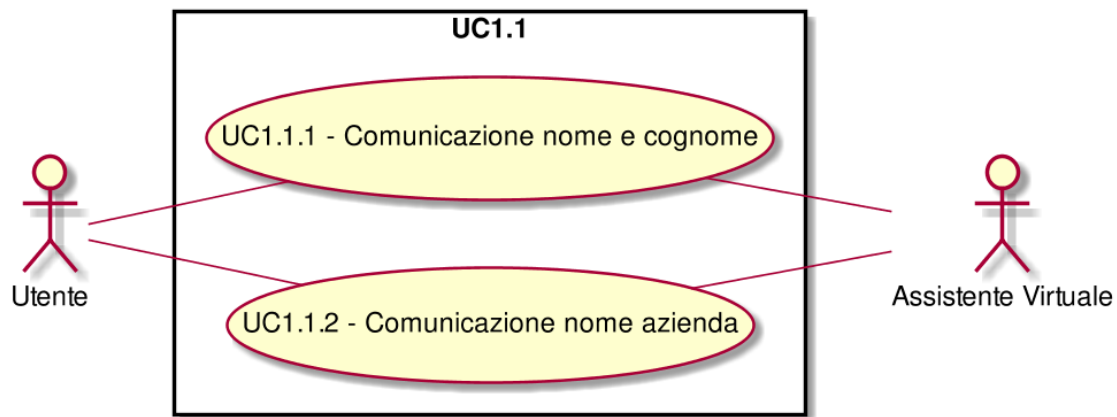 UC1.1
UC1.1.1 - Comunicazione nome e cognome
Utente
UC1.1.2 - Comunicazione nome azienda
Assistente Virtuale